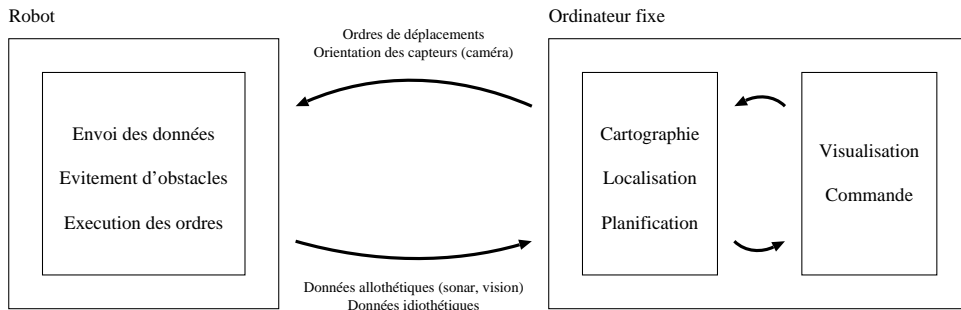 Robot
Ordinateur fixe
Ordres de déplacements
Orientation des capteurs (caméra)
Envoi des données
Evitement d'obstacles
Execution des ordres
Cartographie
Localisation
Planification
Visualisation
Commande
Données allothétiques (sonar, vision)
Données idiothétiques